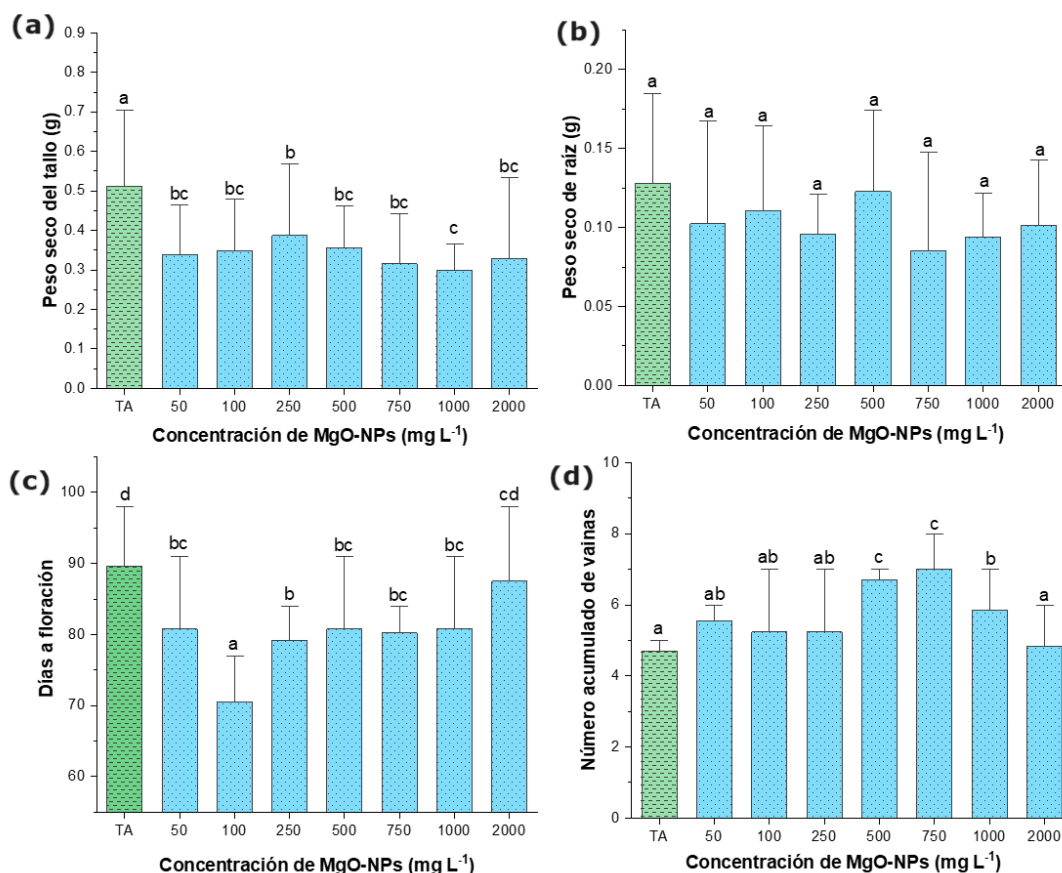 (a)
0.9
0.8
0.7
0.6
0.5
0.4
0.3
0.2
0.1
0.0
Peso seco del tallo (g)
a
bc
bc
b
bc
bc
c
bc
TA 50 100 250 500 750 1000 2000
Concentración de MgO-NPs (mg L-1)
(b)
0.20
0.15
0.10
0.05
0.00
Peso seco de raíz (g)
a
a
a
a
a
a
a
a
TA 50 100 250 500 750 1000 2000
Concentración de MgO-NPs (mg L-1)
(c)
100
90
80
70
60
Días a floración
d
bc
a
b
bc
bc
bc
cd
TA 50 100 250 500 750 1000 2000
Concentración de MgO-NPs (mg L-1)
(d)
10
8
6
4
2
0
Número acumulado de vainas
a
ab
ab
ab
c
c
b
a
TA 50 100 250 500 750 1000 2000
Concentración de MgO-NPs (mg L-1)